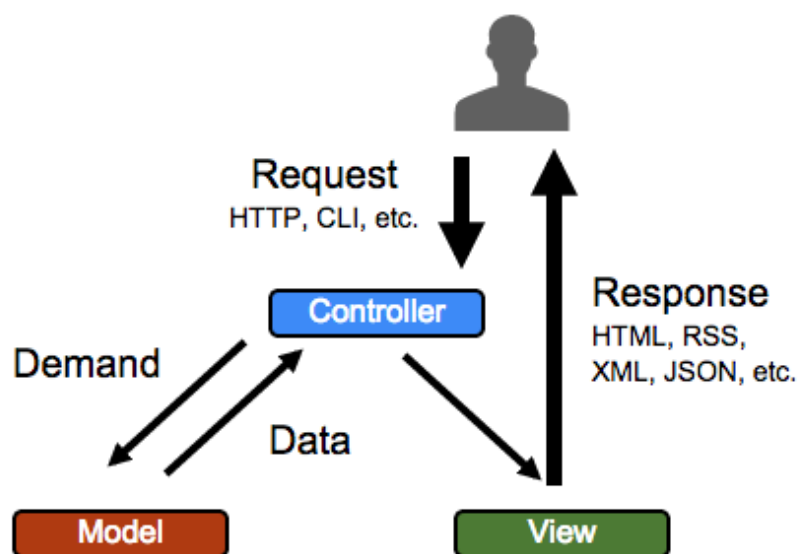 Request
HTTP, CLI, etc.
Controller
Response
HTML, RSS,
XML, JSON, etc.
Demand
Data
Model
View